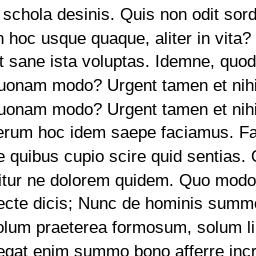 schola desinis. Quis non odit sord
hoc usque quaque, aliter in vita?
sane ista voluptas. Idemne, quod
uonam modo? Urgent tamen et nihi
uonam modo? Urgent tamen et nihi
erum hoc idem saepe faciamus. Fa
e quibus cupio scire quid sentias.
itur ne dolorem quidem. Quo modo
ecte dicis; Nunc de hominis summo
olum praeterea formosum, solum li
egat enim summo bono afferre incr